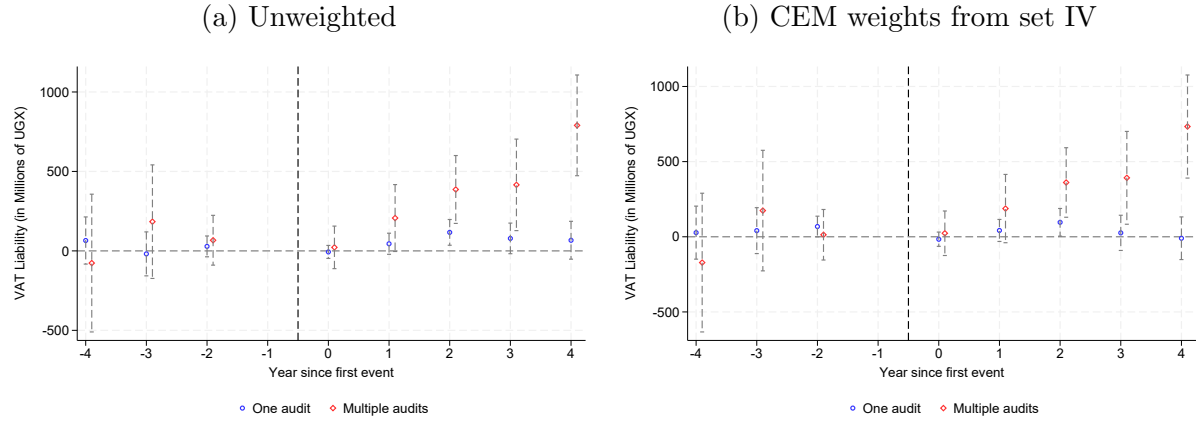 (a) Unweighted
VAT Liability (in Millions of UGX)
1000
500
0
-500
-4 -3 -2 -1 0 1 2 3 4
Year since first event
One audit Multiple audits
(b) CEM weights from set IV
VAT Liability (in Millions of UGX)
1000
500
0
-500
-4 -3 -2 -1 0 1 2 3 4
Year since first event
One audit Multiple audits